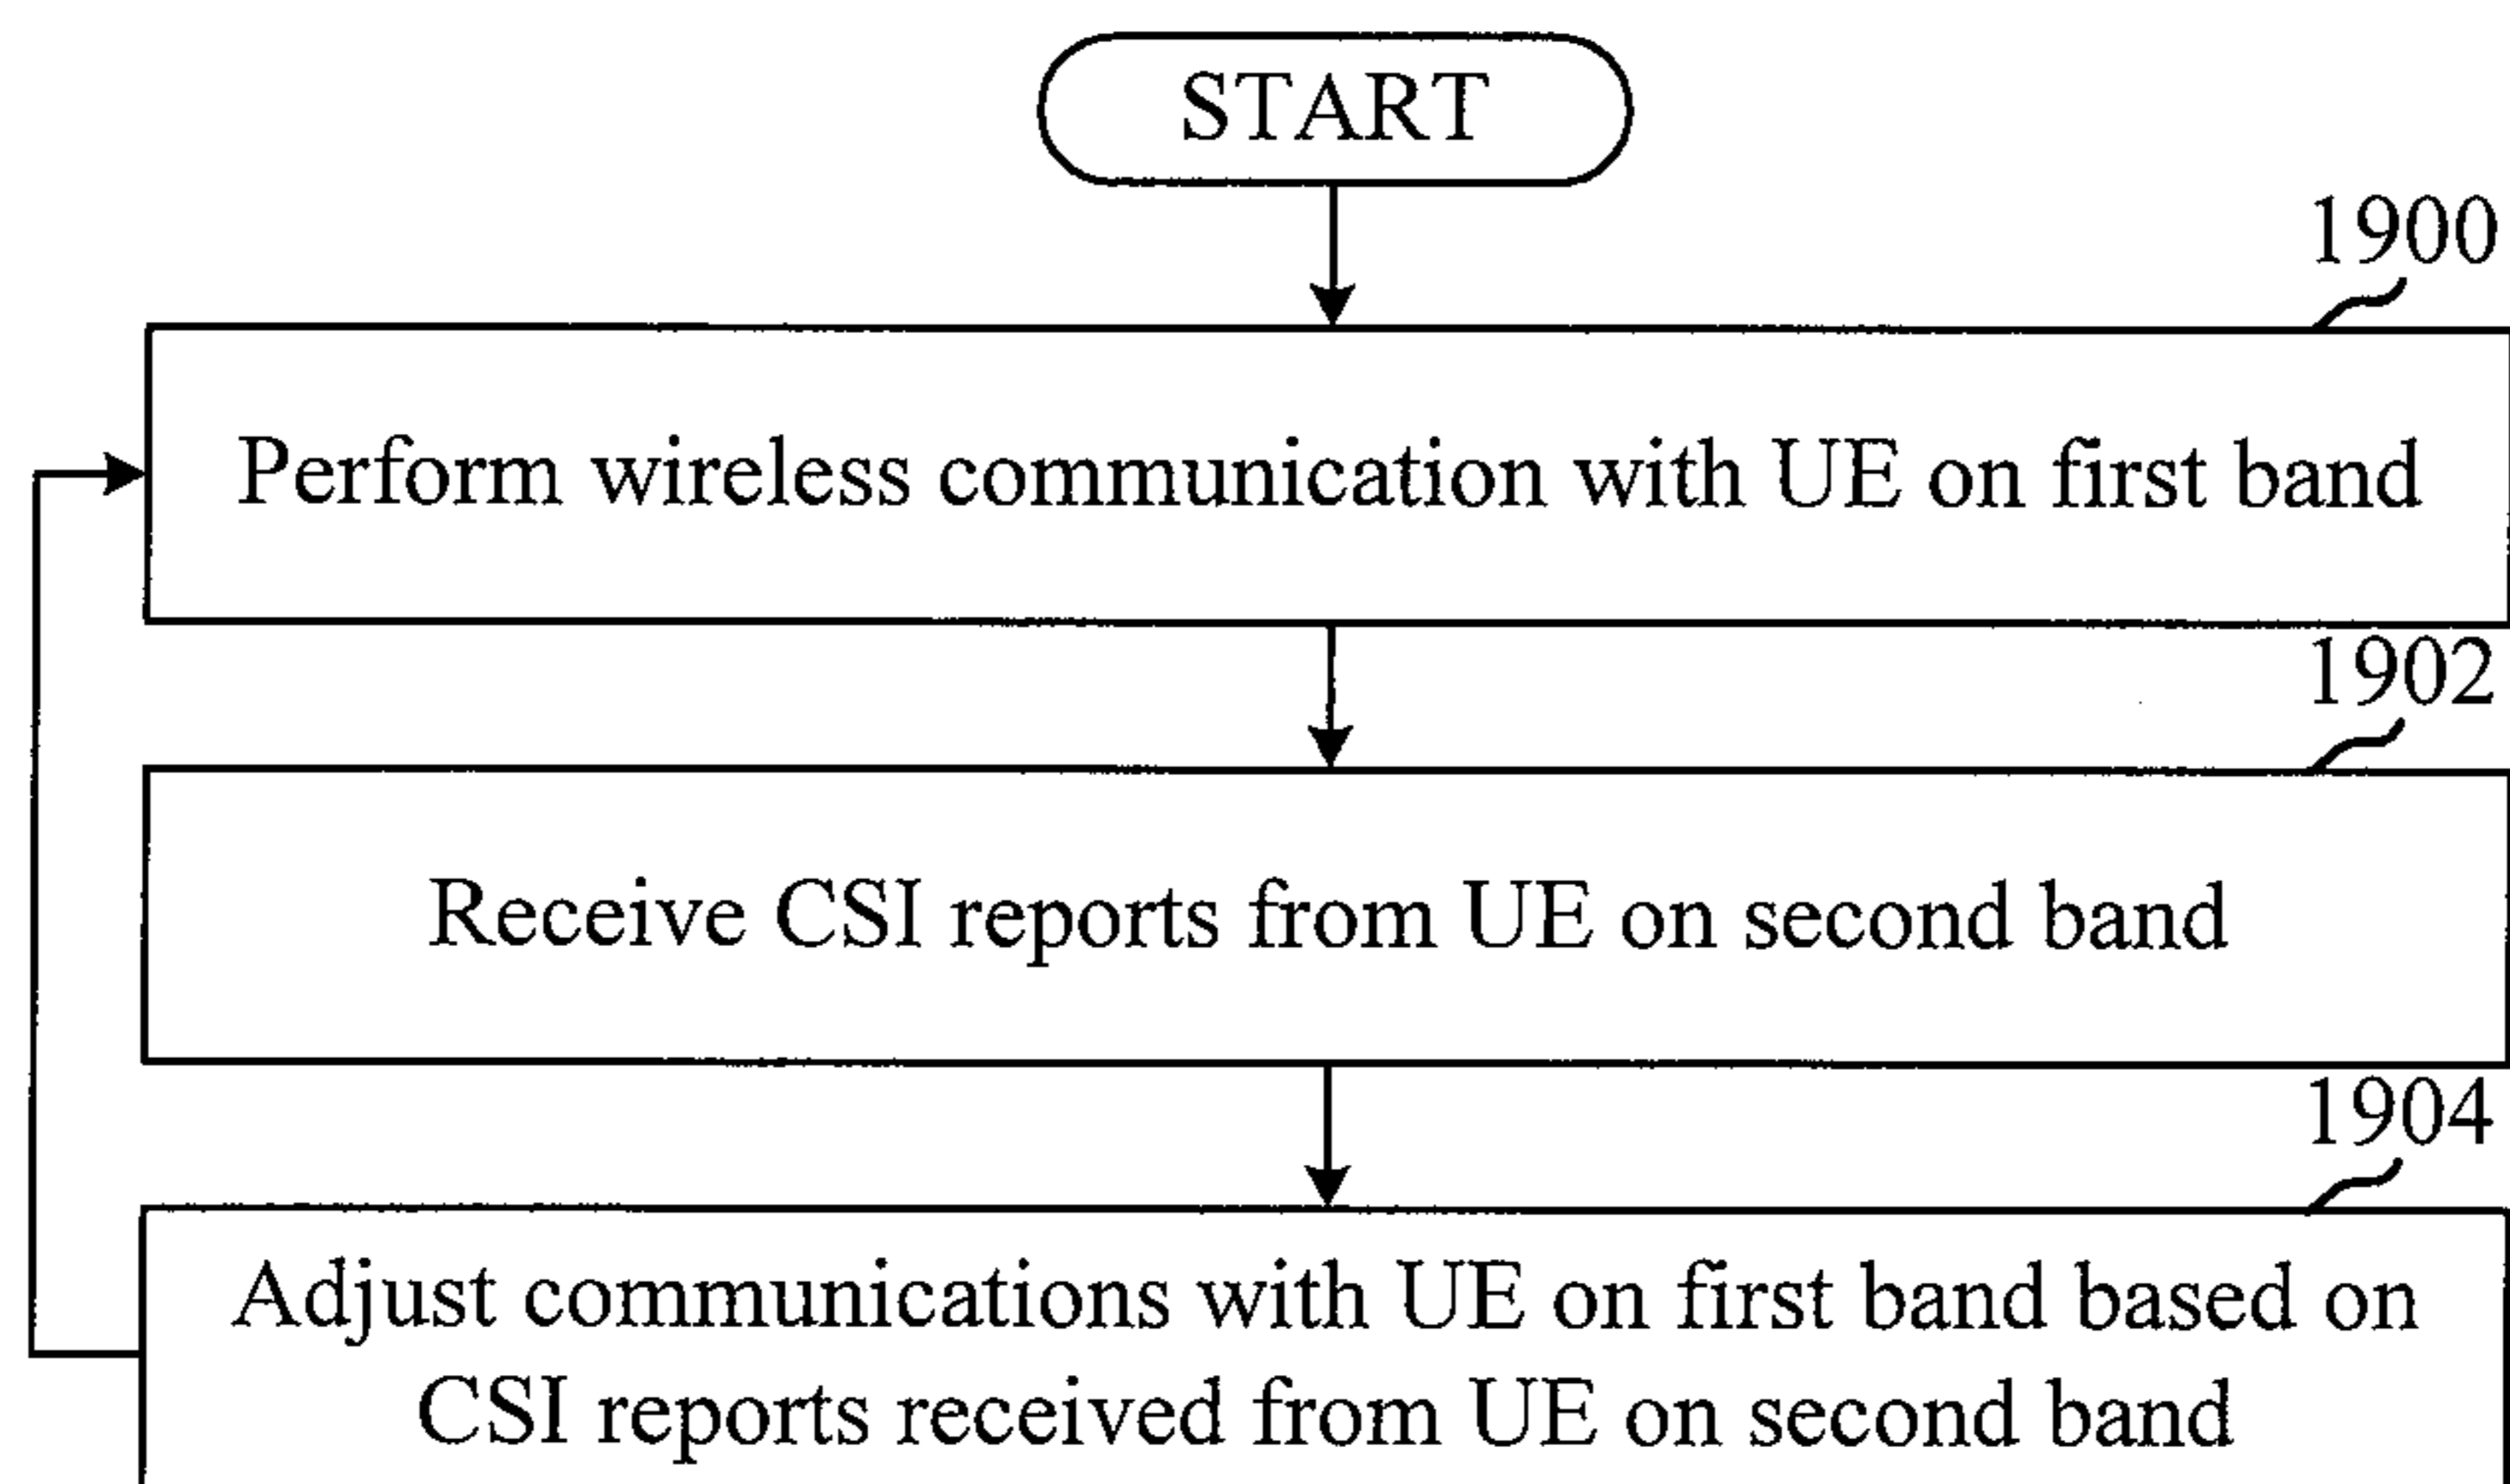 START
1900
Perform wireless communication with UE on first band
1902
Receive CSI reports from UE on second band
1904
Adjust communications with UE on first band based on
CSI reports received from UE on second band